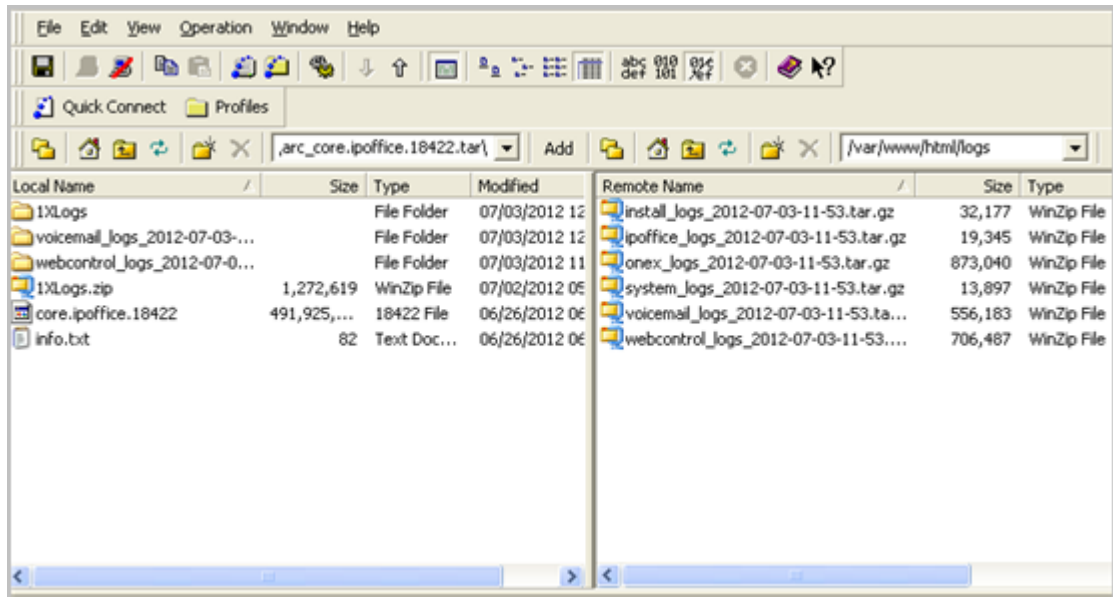 File Edit View Operation Window Help
abc def 010 101
Quick Connect Profiles
,arc_core.ipoffice.18422.tar\ Add /var/www/html/logs
Local Name / Size Type Modified Remote Name / Size Type
1XLogs File Folder 07/03/2012 12 install_logs_2012-07-03-11-53.tar.gz 32,177 WinZip File
voicemail_logs_2012-07-03-... File Folder 07/03/2012 12 ipoffice_logs_2012-07-03-11-53.tar.gz 19,345 WinZip File
webcontrol_logs_2012-07-0... File Folder 07/03/2012 11 onex_logs_2012-07-03-11-53.tar.gz 873,040 WinZip File
1XLogs.zip 1,272,619 WinZip File 07/02/2012 05 system_logs_2012-07-03-11-53.tar.gz 13,897 WinZip File
core.ipoffice.18422 491,925,... 18422 File 06/26/2012 06 voicemail_logs_2012-07-03-11-53.ta... 556,183 WinZip File
info.txt 82 Text Doc... 06/26/2012 06 webcontrol_logs_2012-07-03-11-53.... 706,487 WinZip File